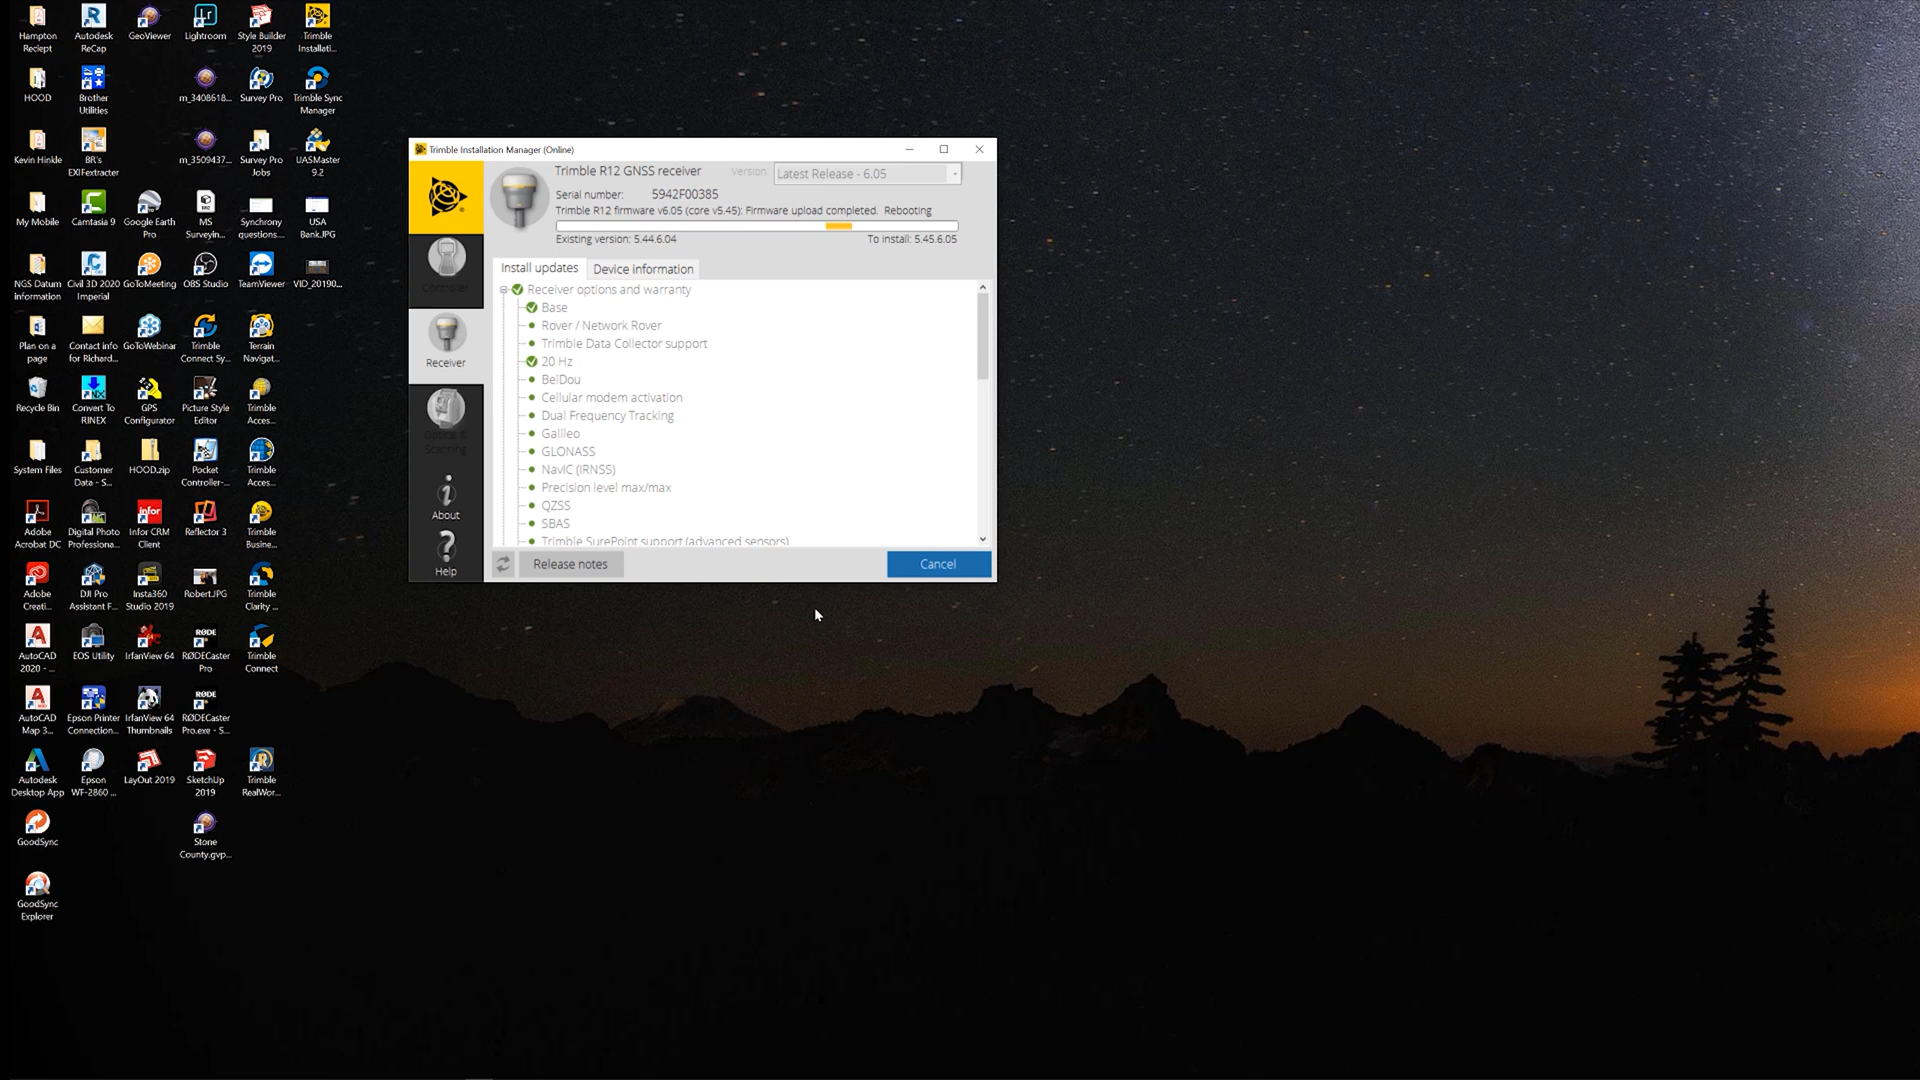 Hampton
Reciept
Autodesk
ReCap
GeoViewer
Lightroom
Style Builder
2019
Trimble
Installati...
HOOD
Brother
Utilities
m_3408618...
Survey Pro
Trimble Sync
Manager
Kevin Hinkle
BR's
EXIFextracter
m_3509437...
Survey Pro
Jobs
UASMaster
9.2
My Mobile
Camtasia 9
Google Earth
Pro
MS
Surveyin...
Synchrony
questions...
USA
Bank.JPG
NGS Datum
information
Civil 3D 2020
Imperial
GoToMeeting
OBS Studio
TeamViewer
VID_20190...
Plan on a
page
Contact info
for Richard...
GoToWebinar
Trimble
Connect Sy...
Terrain
Navigat...
Recycle Bin
Convert To
RINEX
GPS
Configurator
Picture Style
Editor
Trimble
Acces...
System Files
Customer
Data - S...
HOOD.zip
Pocket
Controller-...
Trimble
Acces...
Adobe
Acrobat DC
Digital Photo
Professiona...
infor
Infor CRM
Client
Reflector 3
Trimble
Busine...
Adobe
Creati...
DJI Pro
Assistant F...
Insta360
Studio 2019
Robert.JPG
Trimble
Clarity ...
AutoCAD
2020 - ...
EOS Utility
IrfanView 64
RØDE
RØDECaster
Pro
Trimble
Connect
AutoCAD
Map 3...
Epson Printer
Connection...
IrfanView 64
Thumbnails
RØDE
RØDECaster
Pro.exe - S...
Autodesk
Desktop App
Epson
WF-2860 ...
LayOut 2019
SketchUp
2019
Trimble
RealWor...
GoodSync
Stone
County.gvp...
GoodSync
Explorer
Trimble Installation Manager (Online)
Trimble R12 GNSS receiver
Version:
Latest Release - 6.05
Serial number: 5942F00385
Trimble R12 firmware v6.05 (core v5.45): Firmware upload completed. Rebooting
Existing version: 5.44.6.04
To install: 5.45.6.05
Controller
Receiver
Optical &
Scanning
About
Help
Install updates
Device information
Receiver options and warranty
Base
Rover / Network Rover
Trimble Data Collector support
20 Hz
BeiDou
Cellular modem activation
Dual Frequency Tracking
Galileo
GLONASS
NavIC (IRNSS)
Precision level max/max
QZSS
SBAS
Trimble SurePoint support (advanced sensors)
Release notes
Cancel